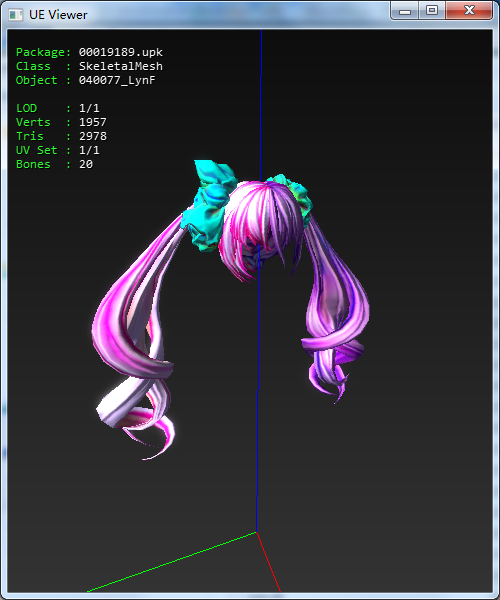 UE Viewer
Package: 00019189.upk
Class  : SkeletalMesh
Object : 040077_LynF
LOD    : 1/1
Verts  : 1957
Tris   : 2978
UV Set : 1/1
Bones  : 20